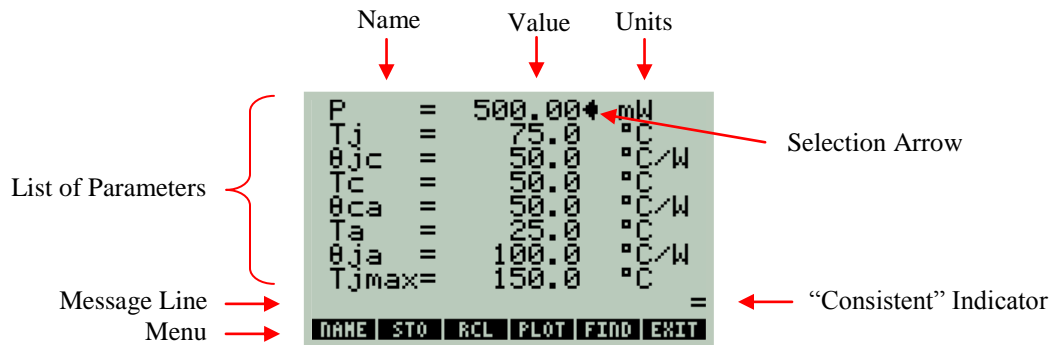 Name Value Units
P = 500.00 mW
Tj = 75.0 °C
θjc = 50.0 °C/W
Tc = 50.0 °C
θca = 50.0 °C/W
Ta = 25.0 °C
θja = 100.0 °C/W
Tjmax= 150.0 °C
=
NAME STO RCL PLOT FIND EXIT
Selection Arrow
List of Parameters
Message Line
“Consistent” Indicator
Menu